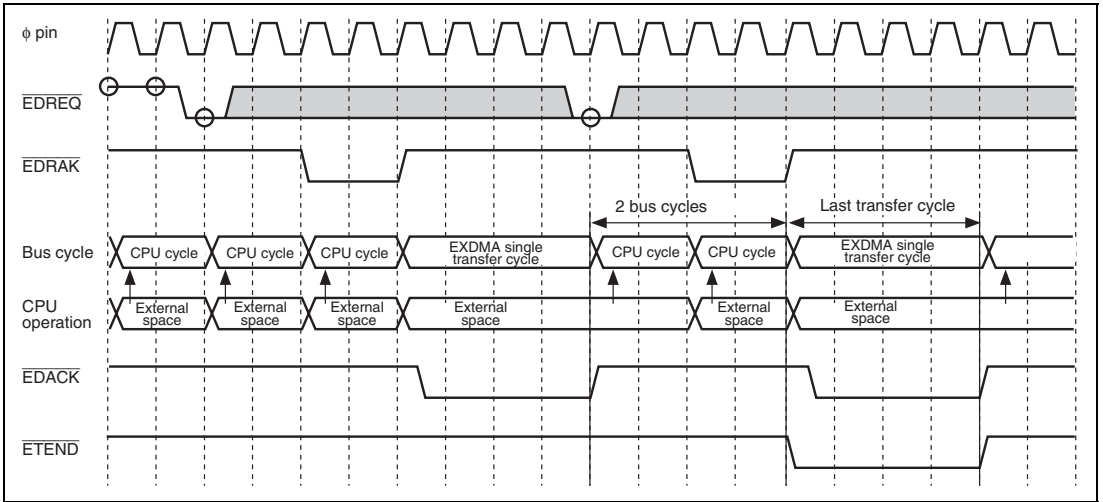 ϕ pin
EDREQ
EDRAK
2 bus cycles
Last transfer cycle
Bus cycle
CPU cycle
CPU cycle
CPU cycle
EXDMA single
transfer cycle
CPU cycle
CPU cycle
EXDMA single
transfer cycle
CPU
operation
External
space
External
space
External
space
External
space
External
space
External
space
EDACK
ETEND